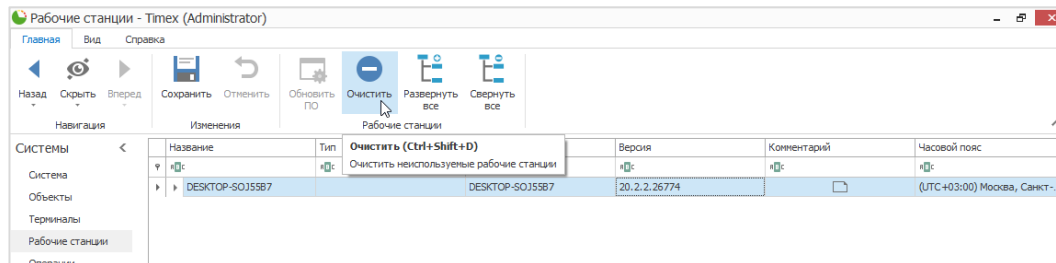 Рабочие станции - Timex (Administrator)
Главная Вид Справка
Назад Скрыть Вперед Сохранить Отменить Обновить ПО Очистить Развернуть все Свернуть все
Навигация Изменения Рабочие станции
Системы
Название Тип Версия Комментарий Часовой пояс
Очистить (Ctrl+Shift+D)
Очистить неиспользуемые рабочие станции
Система
DESKTOP-SOJ55B7 DESKTOP-SOJ55B7 20.2.2.26774 (UTC+03:00) Москва, Санкт-...
Объекты
Терминалы
Рабочие станции